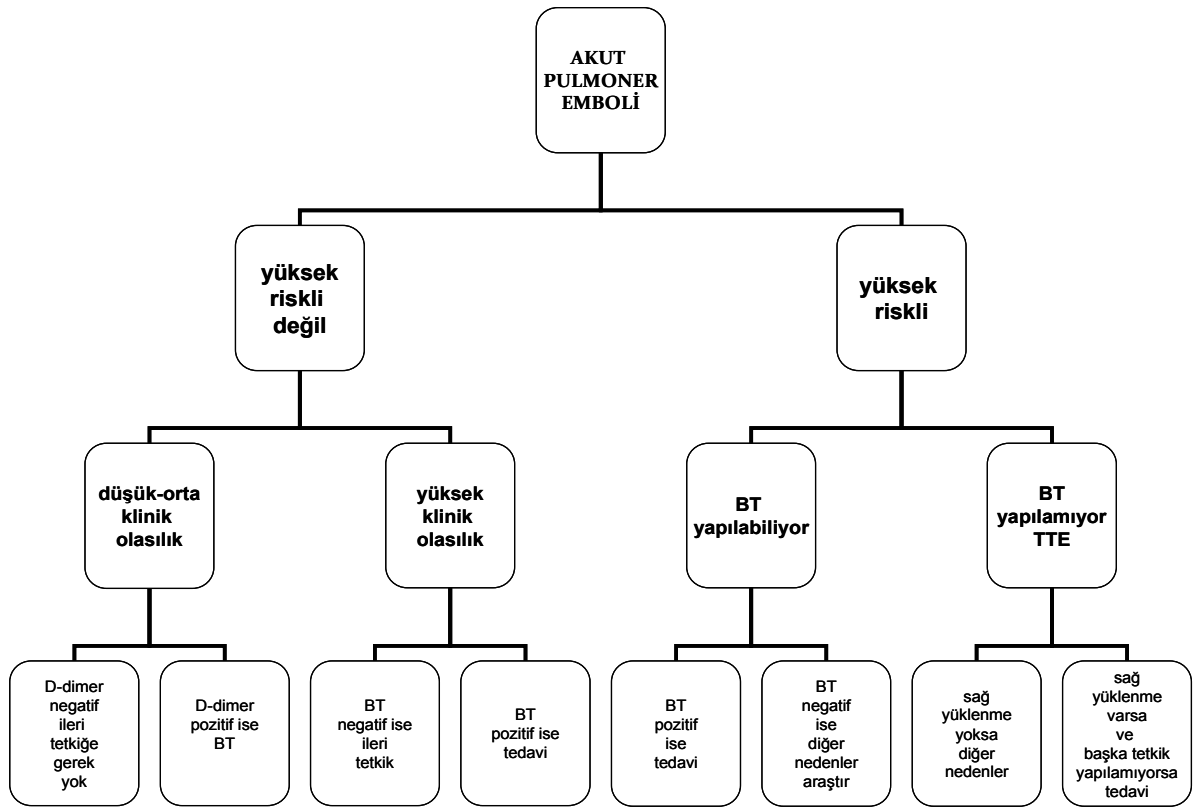 AKUT
PULMONER
EMBOLİ
yüksek
riskli
değil
yüksek
riskli
düşük-orta
klinik
olasılık
yüksek
klinik
olasılık
BT
yapılabiliyor
BT
yapılamıyor
TTE
D-dimer
negatif
ileri
tetkiğe
gerek
yok
D-dimer
pozitif ise
BT
BT
negatif ise
ileri
tetkik
BT
pozitif ise
tedavi
BT
pozitif
ise
tedavi
BT
negatif
ise
diğer
nedenler
araştır
sağ
yüklenme
yoksa
diğer
nedenler
sağ
yüklenme
varsa
ve
başka tetkik
yapılamıyorsa
tedavi